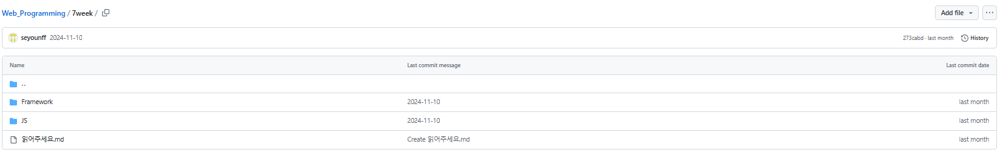 Web_Programming / 7week /
Add file
seyounff 2024-11-10
273cabd · last month History
Name Last commit message Last commit date
..
Framework 2024-11-10 last month
JS 2024-11-10 last month
읽어주세요.md Create 읽어주세요.md last month